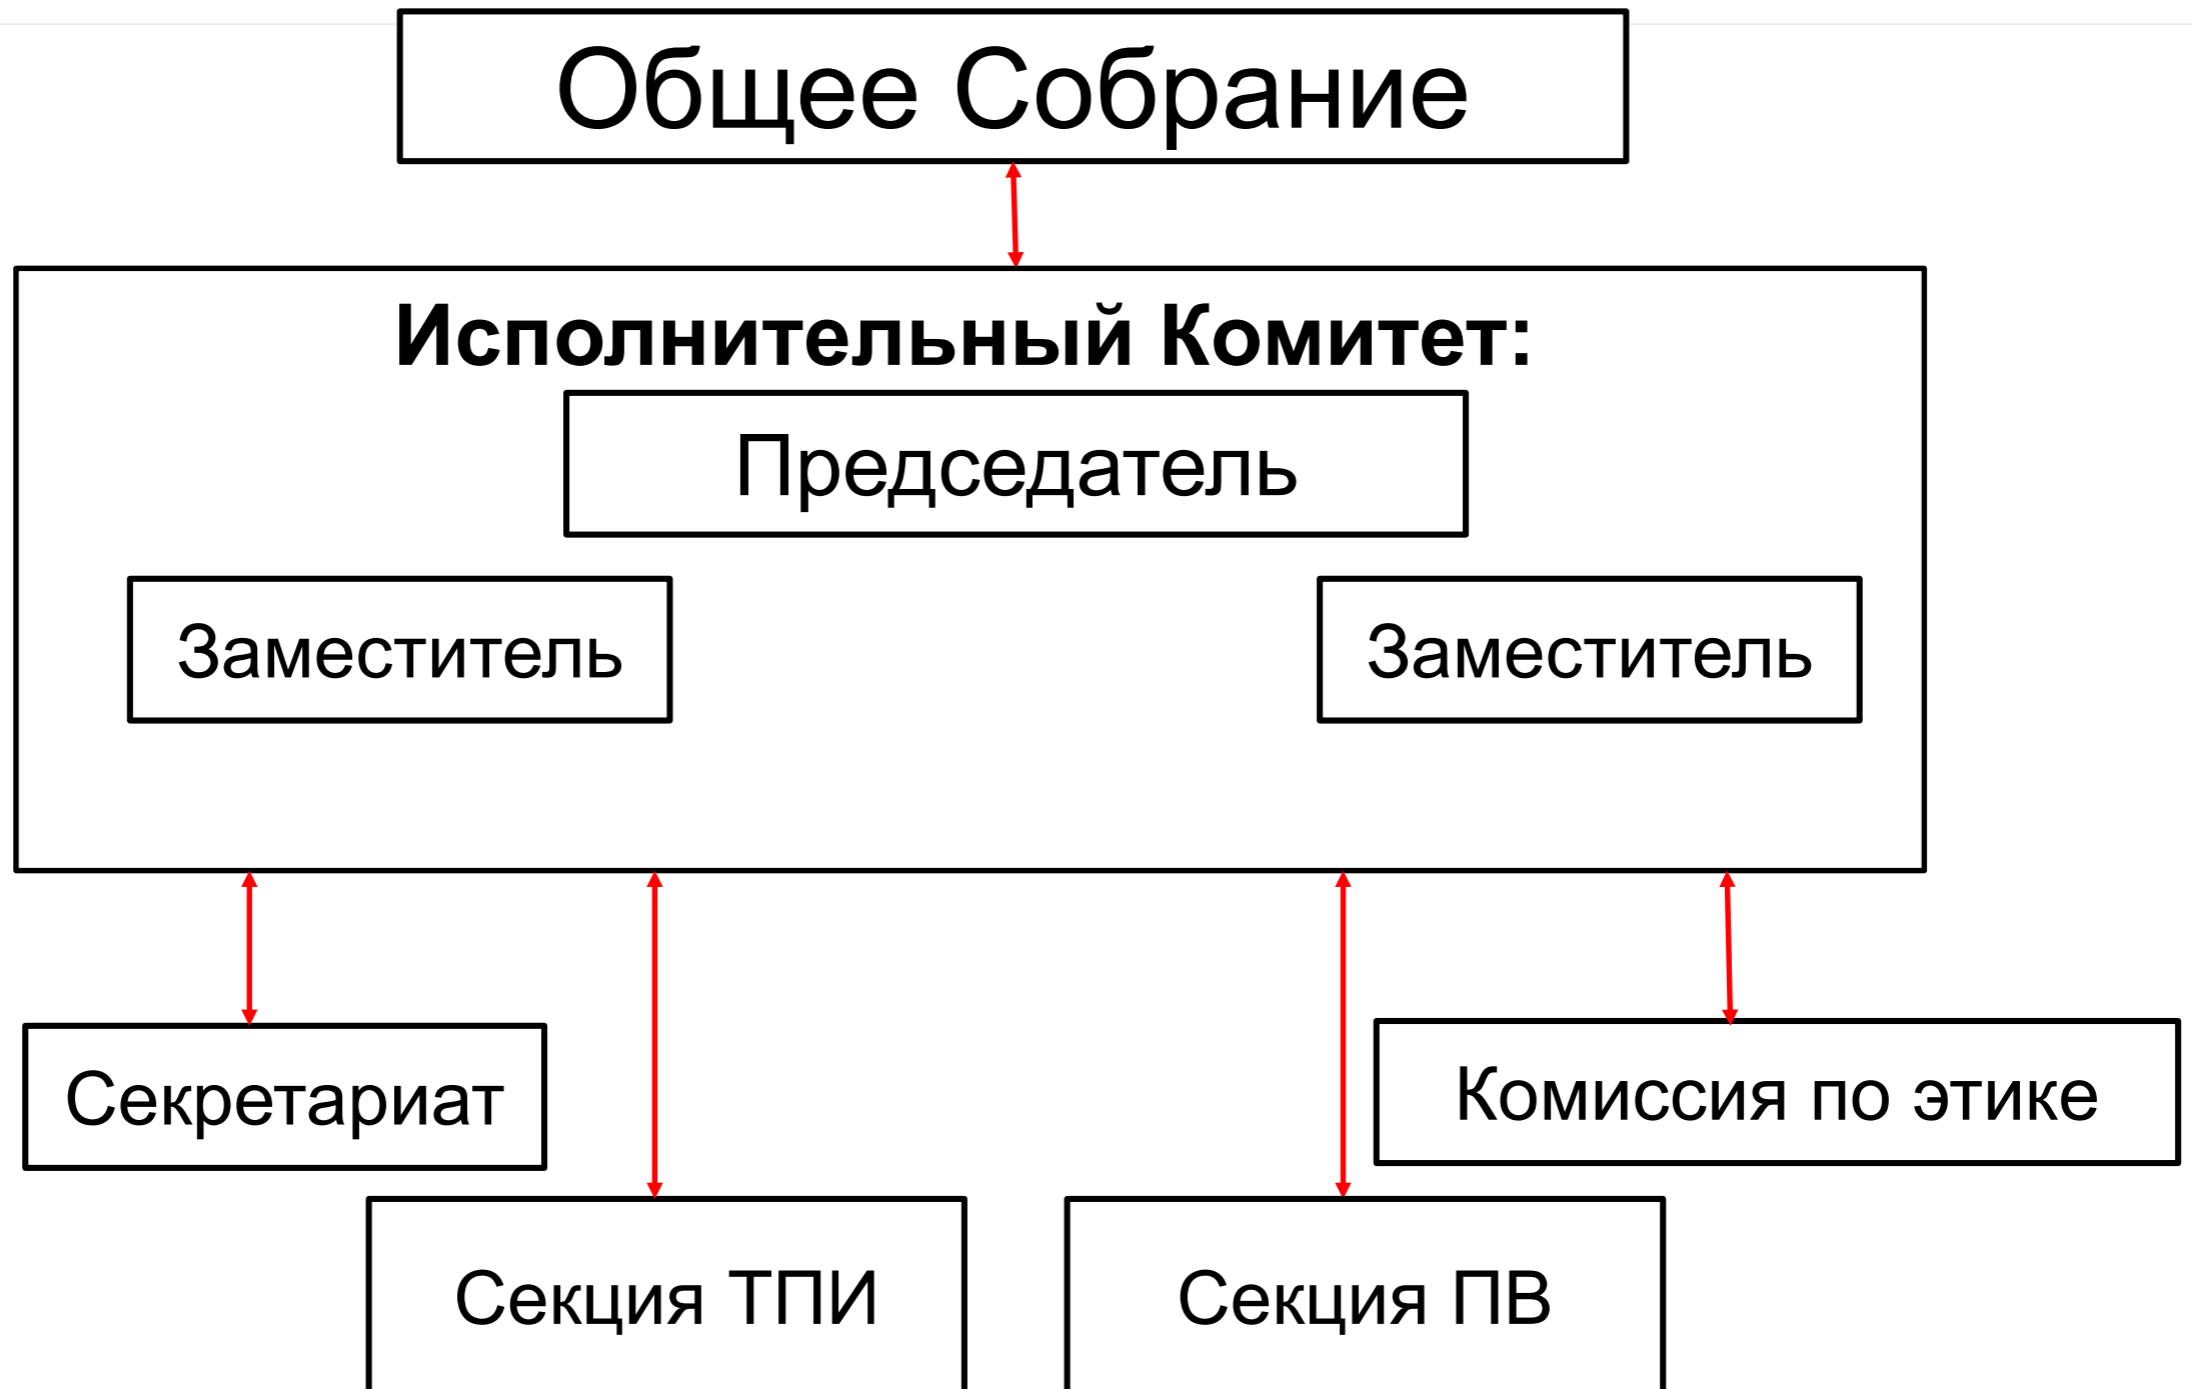 Общее Собрание
Исполнительный Комитет:
Председатель
Заместитель
Заместитель
Секретариат
Комиссия по этике
Секция ТПИ
Секция ПВ